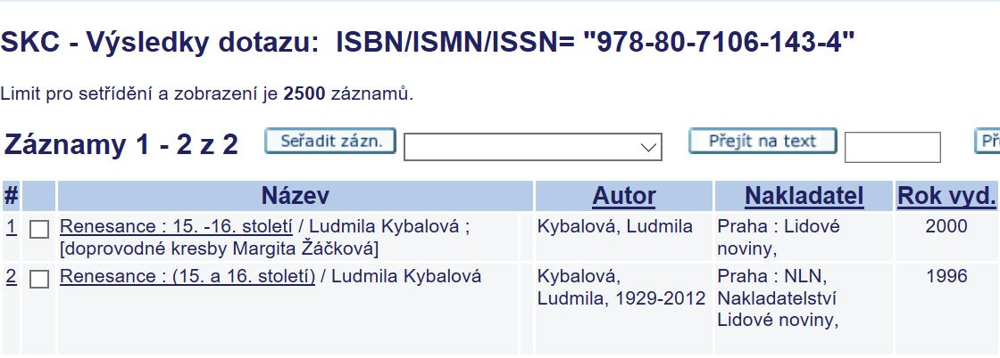 SKC - Výsledky dotazu: ISBN/ISMN/ISSN= "978-80-7106-143-4"
Limit pro setřídění a zobrazení je 2500 záznamů.
Záznamy 1 - 2 z 2 Seřadit zázn. Přejít na text
# Název Autor Nakladatel Rok vyd.
1 Renesance : 15. -16. století / Ludmila Kybalová ; Kybalová, Ludmila Praha : Lidové 2000
[doprovodné kresby Margita Žáčková] noviny,
2 Renesance : (15. a 16. století) / Ludmila Kybalová Kybalová, Praha : NLN, 1996
Ludmila, 1929-2012 Nakladatelství
Lidové noviny,